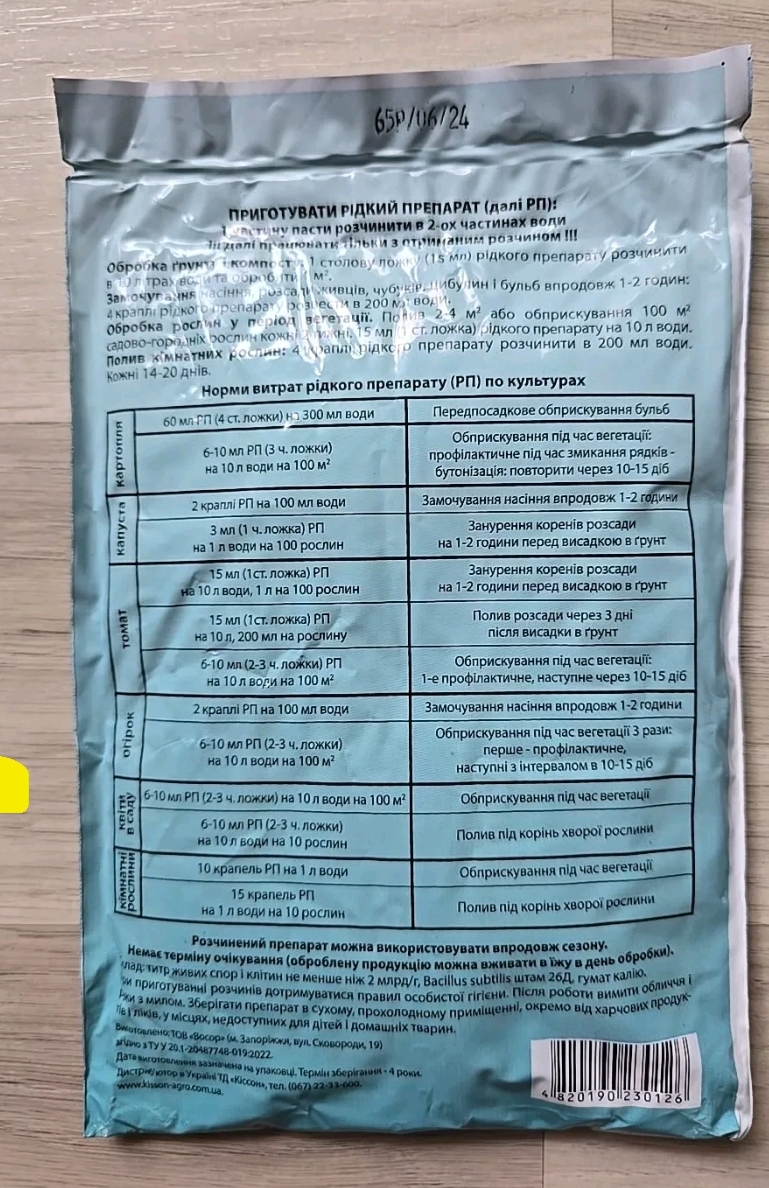 65P/06/24
ПРИГОТУВАТИ РІДКИЙ ПРЕПАРАТ (далі РП):
1 частину пасти розчинити в 2-ох частинах води
і далі працювати тільки з отриманим розчином !!!
Обробка ґрунту і компосту: 1 столову ложку (15 мл) рідкого препарату розчинити
в 10 літрах води та обробити м².
Замочування насіння, розсади, живців, чубуків, цибулин і бульб впродовж 1-2 годин:
4 краплі рідкого препарату розвести в 200 мл води.
Обробка рослин у період вегетації. Полив 2-4 м² або обприскування 100 м²
садово-городніх рослин кожні тижні, 15 мл (1 ст. ложка) рідкого препарату на 10 л води.
Полив кімнатних рослин: 4 краплі рідкого препарату розчинити в 200 мл води.
Кожні 14-20 днів.
Норми витрат рідкого препарату (РП) по культурах
картопля
60 мл РП (4 ст. ложки) на 300 мл води
Передпосадкове обприскування бульб
6-10 мл РП (3 ч. ложки)
на 10 л води на 100 м²
Обприскування під час вегетації:
профілактичне під час змикання рядків -
бутонізація: повторити через 10-15 діб
капуста
2 краплі РП на 100 мл води
Замочування насіння впродовж 1-2 години
3 мл (1 ч. ложка) РП
на 1 л води на 100 рослин
Занурення коренів розсади
на 1-2 години перед висадкою в ґрунт
томат
15 мл (1ст. ложка) РП
на 10 л води, 1 л на 100 рослин
Занурення коренів розсади
на 1-2 години перед висадкою в ґрунт
15 мл (1ст. ложка) РП
на 10 л, 200 мл на рослину
Полив розсади через 3 дні
після висадки в ґрунт
6-10 мл (2-3 ч. ложки) РП
на 10 л води на 100 м²
Обприскування під час вегетації:
1-е профілактичне, наступне через 10-15 діб
огірок
2 краплі РП на 100 мл води
Замочування насіння впродовж 1-2 години
6-10 мл РП (2-3 ч. ложки)
на 10 л води на 100 м²
Обприскування під час вегетації 3 рази:
перше - профілактичне,
наступні з інтервалом в 10-15 діб
квіти
в саду
6-10 мл РП (2-3 ч. ложки) на 10 л води на 100 м²
Обприскування під час вегетації
6-10 мл РП (2-3 ч. ложки)
на 10 л води на 10 рослин
Полив під корінь хворої рослини
кімнатні
рослини
10 крапель РП на 1 л води
Обприскування під час вегетації
15 крапель РП
на 1 л води на 10 рослин
Полив під корінь хворої рослини
Розчинений препарат можна використовувати впродовж сезону.
Немає терміну очікування (оброблену продукцію можна вживати в їжу в день обробки).
лад: титр живих спор і клітин не менше ніж 2 млрд/г, Bacillus subtilis штам 26Д, гумат калію.
и приготуванні розчинів дотримуватися правил особистої гігієни. Після роботи вимити обличчя і
ки з милом. Зберігати препарат в сухому, прохолодному приміщенні, окремо від харчових продук-
ів і ліків, у місцях, недоступних для дітей і домашніх тварин.
Виготовлено: ТОВ «Восор» (м. Запоріжжя, вул. Сковороди, 19)
згідно з ТУ У 20.1-20487748-019:2022.
Дата виготовлення зазначена на упаковці. Термін зберігання - 4 роки.
Дистриб'ютор в Україні ТД «Кіссон», тел. (067) 22-33-600.
www.kisson-agro.com.ua.
4 820190 230126